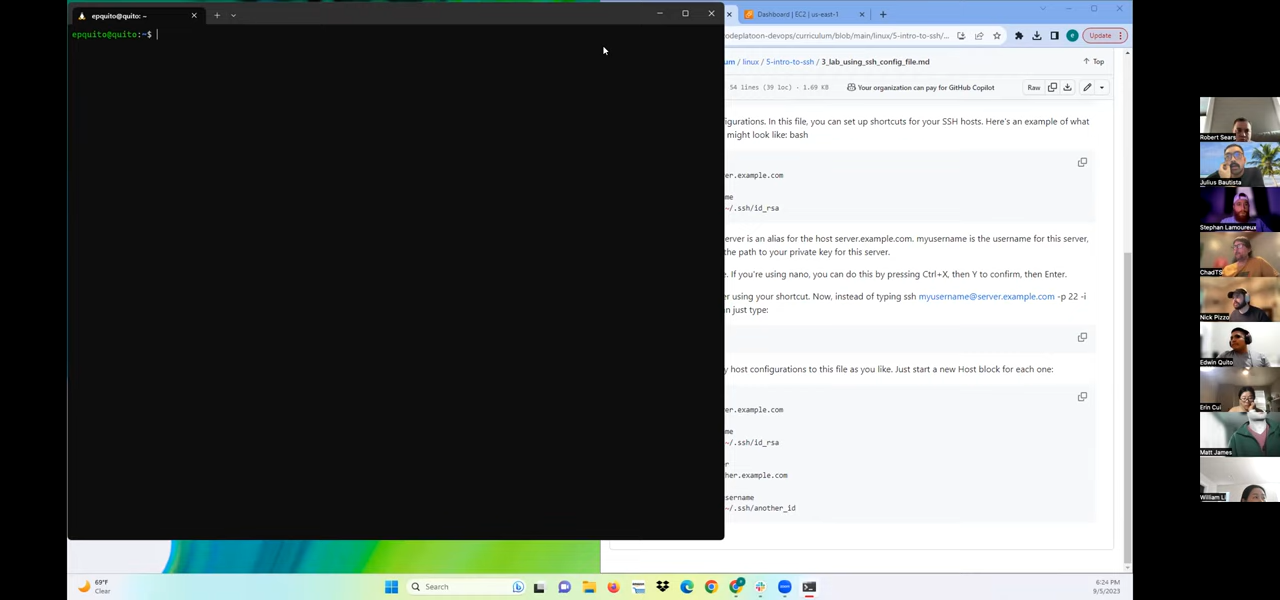 epquito@quito: ~
epquito@quito:~$
Dashboard | EC2 | us-east-1
odeplatoon-devops/curriculum/blob/main/linux/5-intro-to-ssh/...
Update
um / linux / 5-intro-to-ssh / 3_lab_using_ssh_config_file.md
Top
54 lines (39 loc) · 1.69 KB
Your organization can pay for GitHub Copilot
Raw
figurations. In this file, you can set up shortcuts for your SSH hosts. Here's an example of what
might look like: bash
er.example.com
me
~/.ssh/id_rsa
server is an alias for the host server.example.com. myusername is the username for this server,
the path to your private key for this server.
e. If you're using nano, you can do this by pressing Ctrl+X, then Y to confirm, then Enter.
er using your shortcut. Now, instead of typing ssh myusername@server.example.com -p 22 -i
n just type:
y host configurations to this file as you like. Just start a new Host block for each one:
er.example.com
me
~/.ssh/id_rsa
r
her.example.com
sername
~/.ssh/another_id
Robert Sears
Julius Bautista
Stephan Lamoureux
ChadTS
Nick Pizzo
Edwin Quito
Erin Cui
Matt James
William Li
69°F
Clear
Search
6:24 PM
9/5/2023